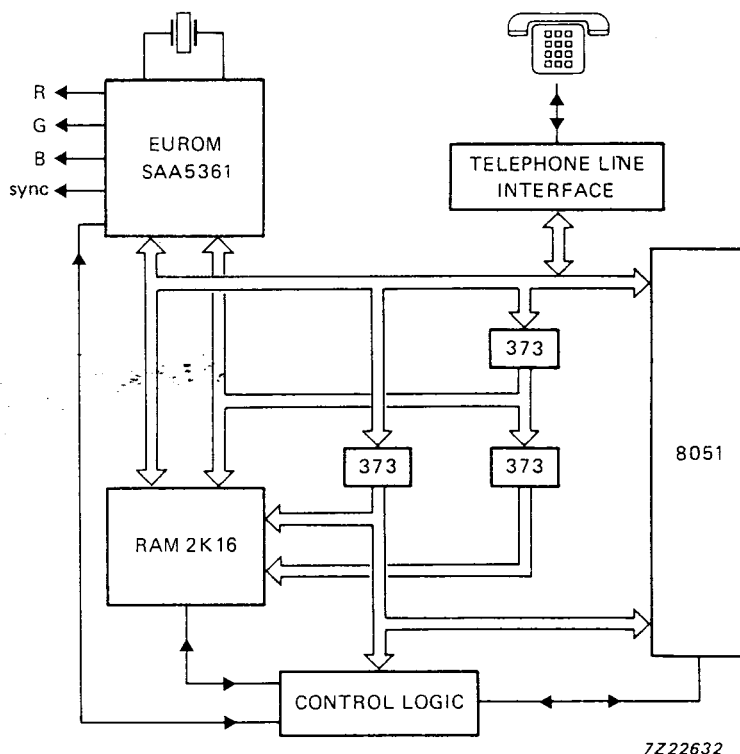 R
G
B
sync
EUROM
SAA5361
TELEPHONE LINE
INTERFACE
373
373
373
8051
RAM 2K16
CONTROL LOGIC
7Z22632